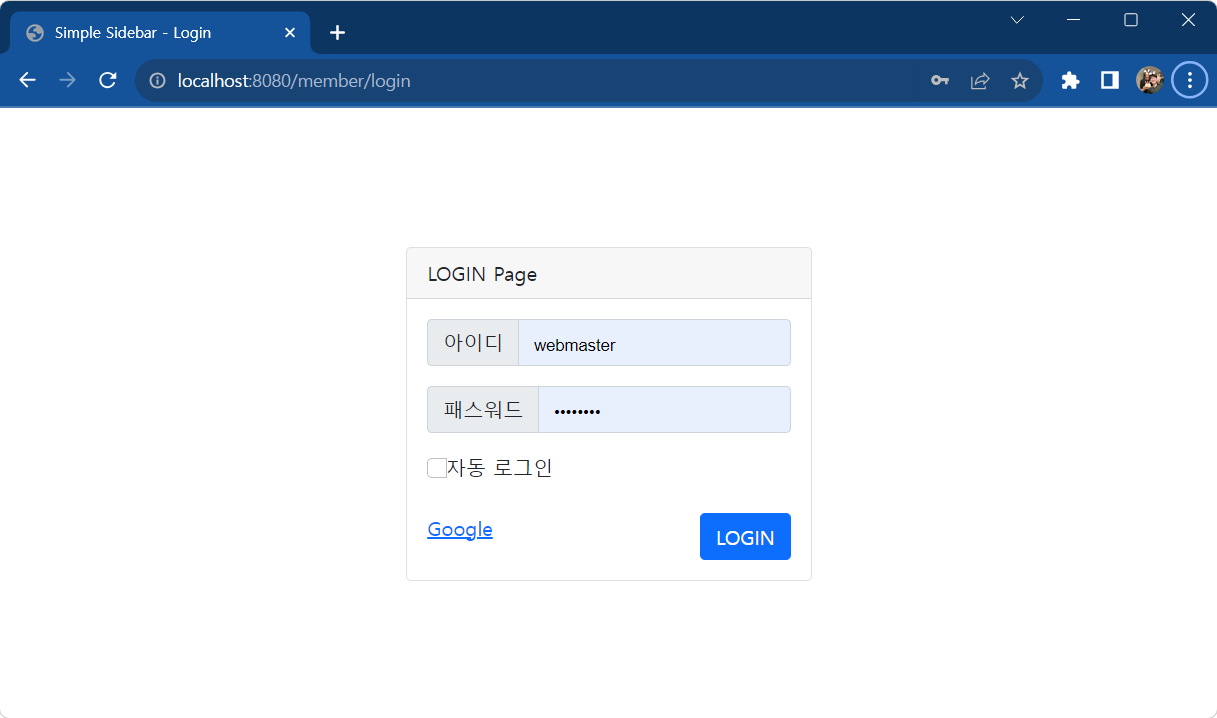 Simple Sidebar - Login
localhost:8080/member/login
LOGIN Page
아이디 webmaster
패스워드 ••••••••
자동 로그인
Google LOGIN